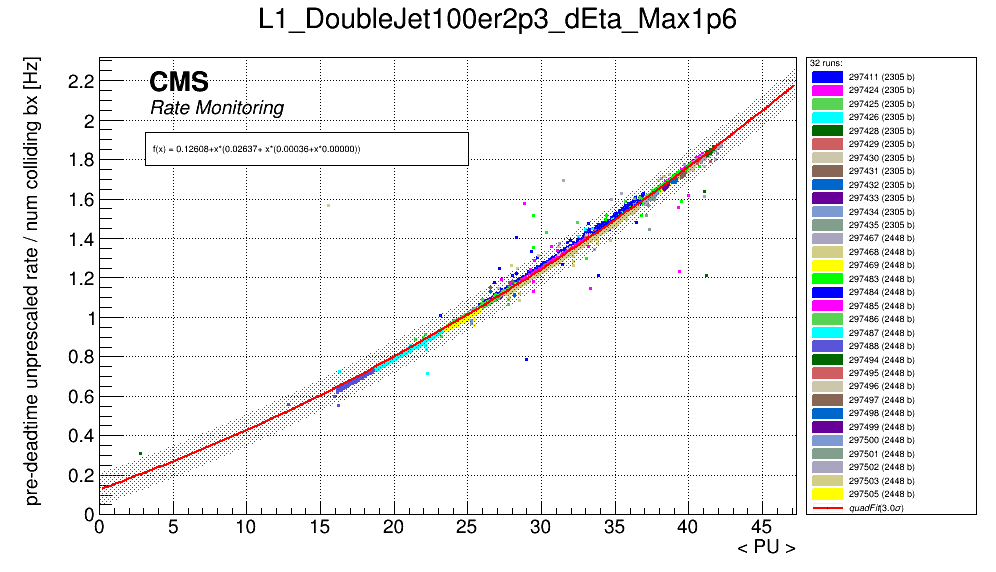 L1_DoubleJet100er2p3_dEta_Max1p6
pre-deadtime unprescaled rate / num colliding bx [Hz]
CMS
Rate Monitoring
f(x) = 0.12608+x*(0.02637+ x*(0.00036+x*0.00000))
2.2
2
1.8
1.6
1.4
1.2
1
0.8
0.6
0.4
0.2
0
0 5 10 15 20 25 30 35 40 45
< PU >
32 runs:
297411 (2305 b)
297424 (2305 b)
297425 (2305 b)
297426 (2305 b)
297428 (2305 b)
297429 (2305 b)
297430 (2305 b)
297431 (2305 b)
297432 (2305 b)
297433 (2305 b)
297434 (2305 b)
297435 (2305 b)
297467 (2448 b)
297468 (2448 b)
297469 (2448 b)
297483 (2448 b)
297484 (2448 b)
297485 (2448 b)
297486 (2448 b)
297487 (2448 b)
297488 (2448 b)
297494 (2448 b)
297495 (2448 b)
297496 (2448 b)
297497 (2448 b)
297498 (2448 b)
297499 (2448 b)
297500 (2448 b)
297501 (2448 b)
297502 (2448 b)
297503 (2448 b)
297505 (2448 b)
quadFit(3.0σ)